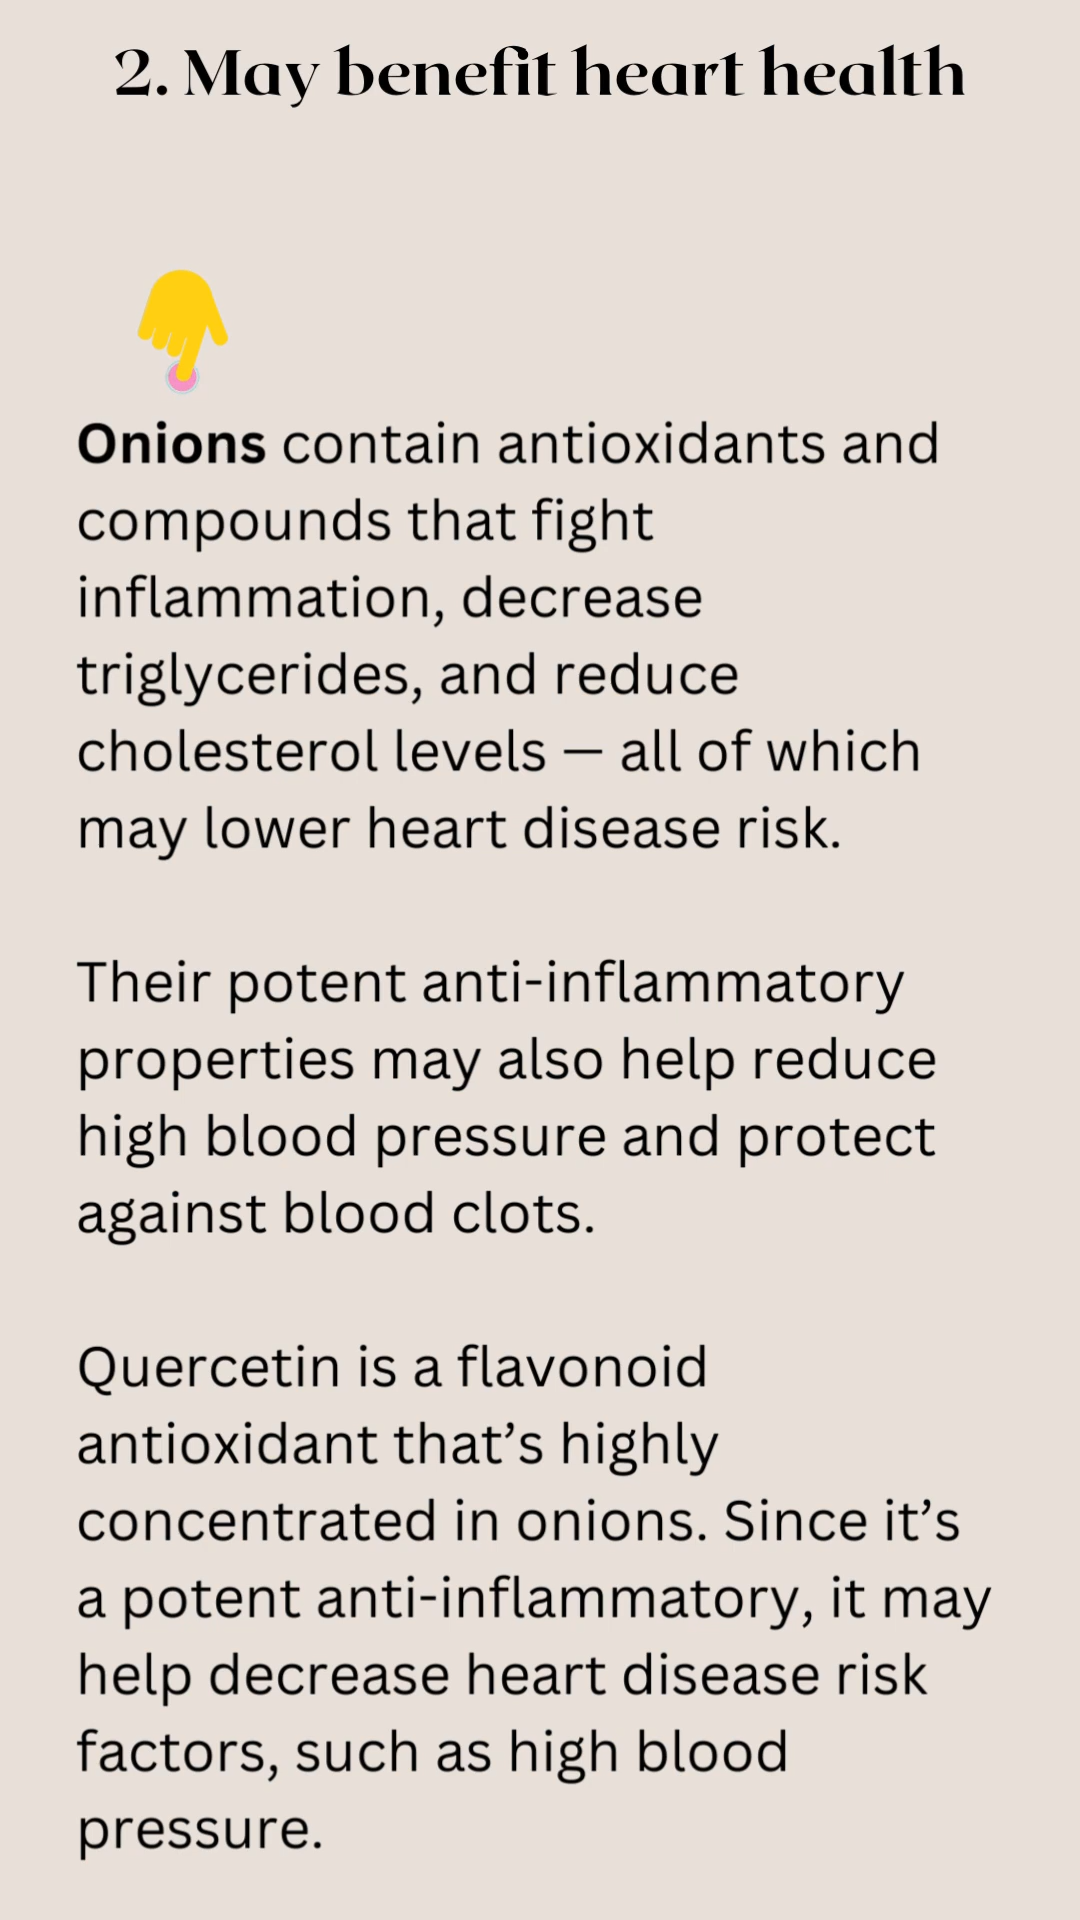 2. May benefit heart health
Onions contain antioxidants and
compounds that fight
inflammation, decrease
triglycerides, and reduce
cholesterol levels — all of which
may lower heart disease risk.
Their potent anti-inflammatory
properties may also help reduce
high blood pressure and protect
against blood clots.
Quercetin is a flavonoid
antioxidant that’s highly
concentrated in onions. Since it’s
a potent anti-inflammatory, it may
help decrease heart disease risk
factors, such as high blood
pressure.